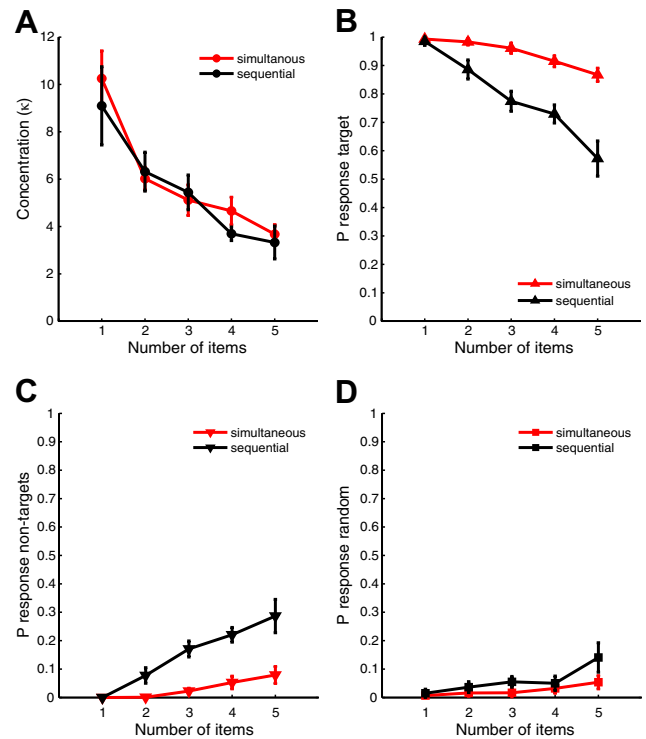 A
Concentration (κ)
12
10
8
6
4
2
0
1 2 3 4 5
Number of items
simultanous
sequential
B
P response target
1
0.9
0.8
0.7
0.6
0.5
0.4
0.3
0.2
0.1
0
1 2 3 4 5
Number of items
simultaneous
sequential
C
P response non-targets
1
0.9
0.8
0.7
0.6
0.5
0.4
0.3
0.2
0.1
0
1 2 3 4 5
Number of items
simultaneous
sequential
D
P response random
1
0.9
0.8
0.7
0.6
0.5
0.4
0.3
0.2
0.1
0
1 2 3 4 5
Number of items
simultaneous
sequential